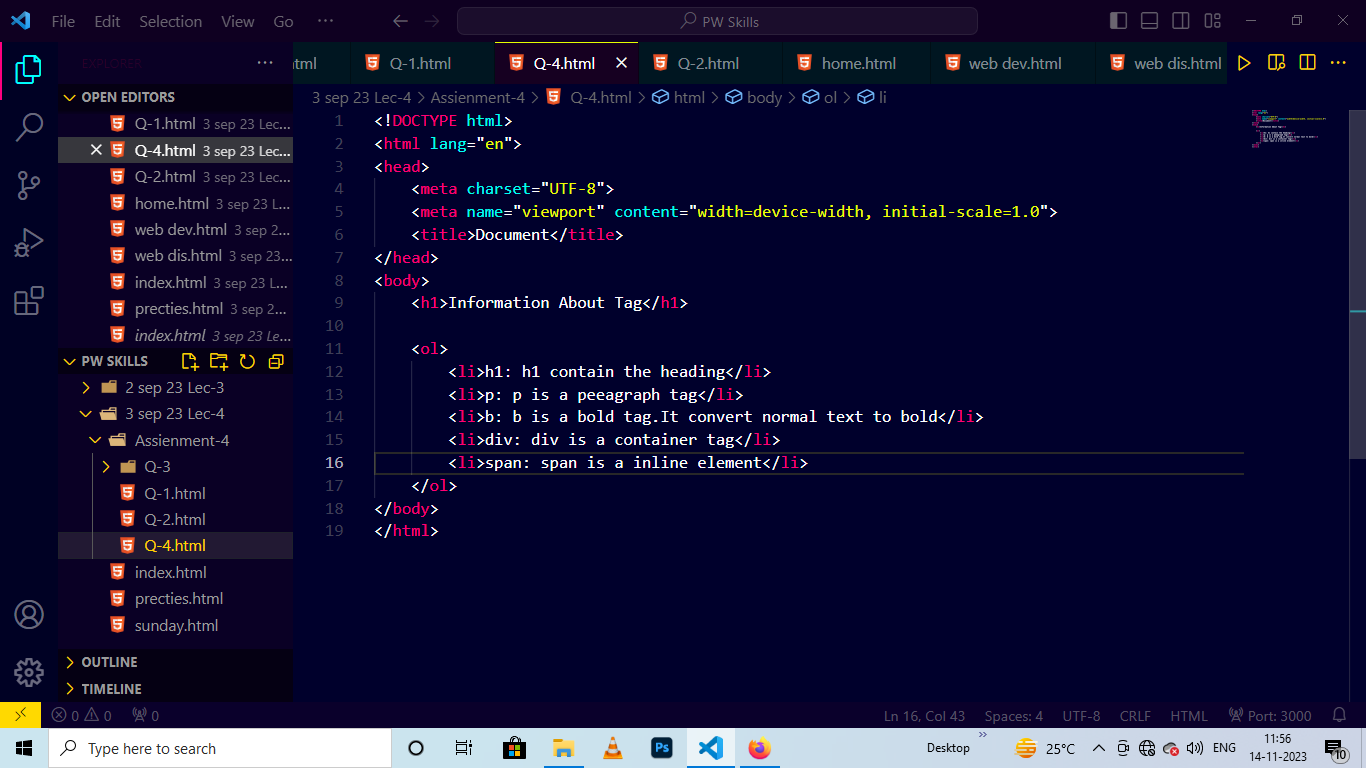 File Edit Selection View Go ··· PW Skills
EXPLORER ···
OPEN EDITORS
Q-1.html 3 sep 23 Lec...
Q-4.html 3 sep 23 Lec...
Q-2.html 3 sep 23 Lec...
home.html 3 sep 23 L...
web dev.html 3 sep 2...
web dis.html 3 sep 23...
index.html 3 sep 23 L...
precties.html 3 sep 2...
index.html 3 sep 23 Le...
PW SKILLS
2 sep 23 Lec-3
3 sep 23 Lec-4
Assienment-4
Q-3
Q-1.html
Q-2.html
Q-4.html
index.html
precties.html
sunday.html
OUTLINE
TIMELINE
html Q-1.html Q-4.html Q-2.html home.html web dev.html web dis.html ···
3 sep 23 Lec-4 > Assienment-4 > Q-4.html > html > body > ol > li
1 <!DOCTYPE html>
2 <html lang="en">
3 <head>
4 <meta charset="UTF-8">
5 <meta name="viewport" content="width=device-width, initial-scale=1.0">
6 <title>Document</title>
7 </head>
8 <body>
9 <h1>Information About Tag</h1>
10
11 <ol>
12 <li>h1: h1 contain the heading</li>
13 <li>p: p is a peeagraph tag</li>
14 <li>b: b is a bold tag.It convert normal text to bold</li>
15 <li>div: div is a container tag</li>
16 <li>span: span is a inline element</li>
17 </ol>
18 </body>
19 </html>
0 0 0 Ln 16, Col 43 Spaces: 4 UTF-8 CRLF HTML Port: 3000
Type here to search Ps Desktop » 25°C ENG 11:56
14-11-2023 10